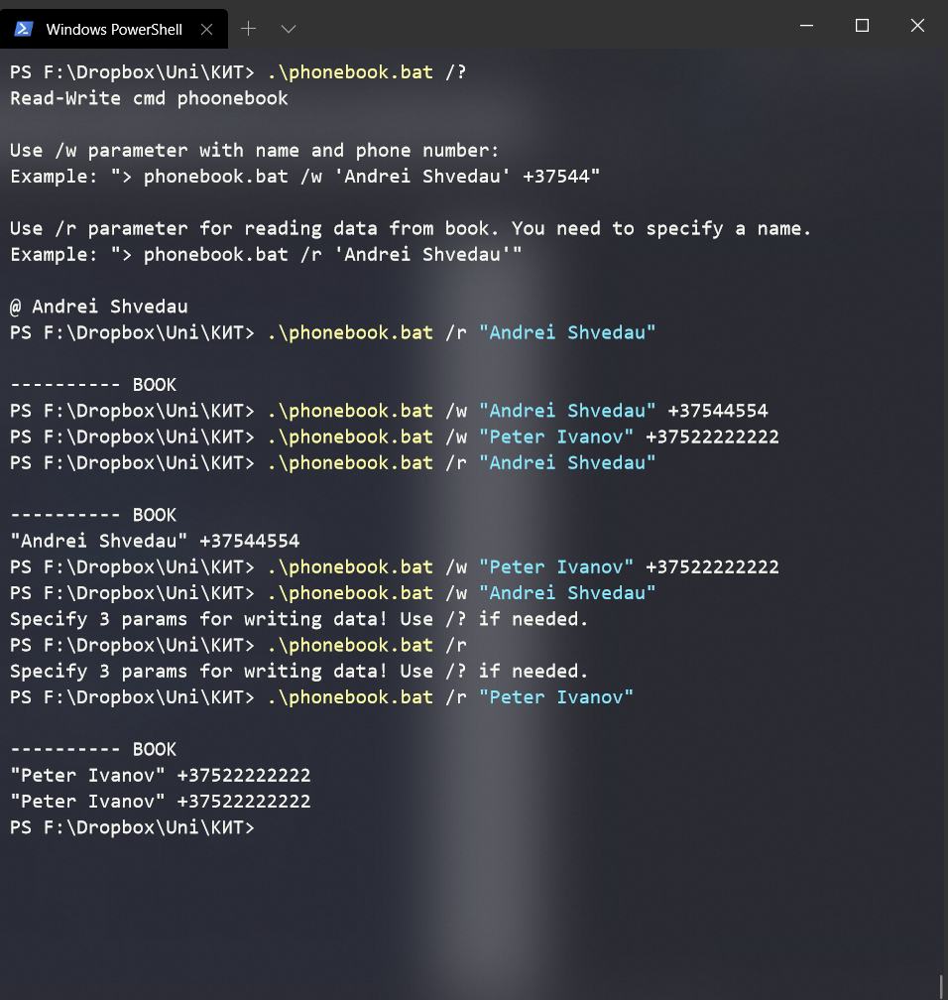 Windows PowerShell
PS F:\Dropbox\Uni\КИТ> .\phonebook.bat /?
Read-Write cmd phoonebook
Use /w parameter with name and phone number:
Example: "> phonebook.bat /w 'Andrei Shvedau' +37544"
Use /r parameter for reading data from book. You need to specify a name.
Example: "> phonebook.bat /r 'Andrei Shvedau'"
@ Andrei Shvedau
PS F:\Dropbox\Uni\КИТ> .\phonebook.bat /r "Andrei Shvedau"
---------- BOOK
PS F:\Dropbox\Uni\КИТ> .\phonebook.bat /w "Andrei Shvedau" +37544554
PS F:\Dropbox\Uni\КИТ> .\phonebook.bat /w "Peter Ivanov" +37522222222
PS F:\Dropbox\Uni\КИТ> .\phonebook.bat /r "Andrei Shvedau"
---------- BOOK
"Andrei Shvedau" +37544554
PS F:\Dropbox\Uni\КИТ> .\phonebook.bat /w "Peter Ivanov" +37522222222
PS F:\Dropbox\Uni\КИТ> .\phonebook.bat /w "Andrei Shvedau"
Specify 3 params for writing data! Use /? if needed.
PS F:\Dropbox\Uni\КИТ> .\phonebook.bat /r
Specify 3 params for writing data! Use /? if needed.
PS F:\Dropbox\Uni\КИТ> .\phonebook.bat /r "Peter Ivanov"
---------- BOOK
"Peter Ivanov" +37522222222
"Peter Ivanov" +37522222222
PS F:\Dropbox\Uni\КИТ>